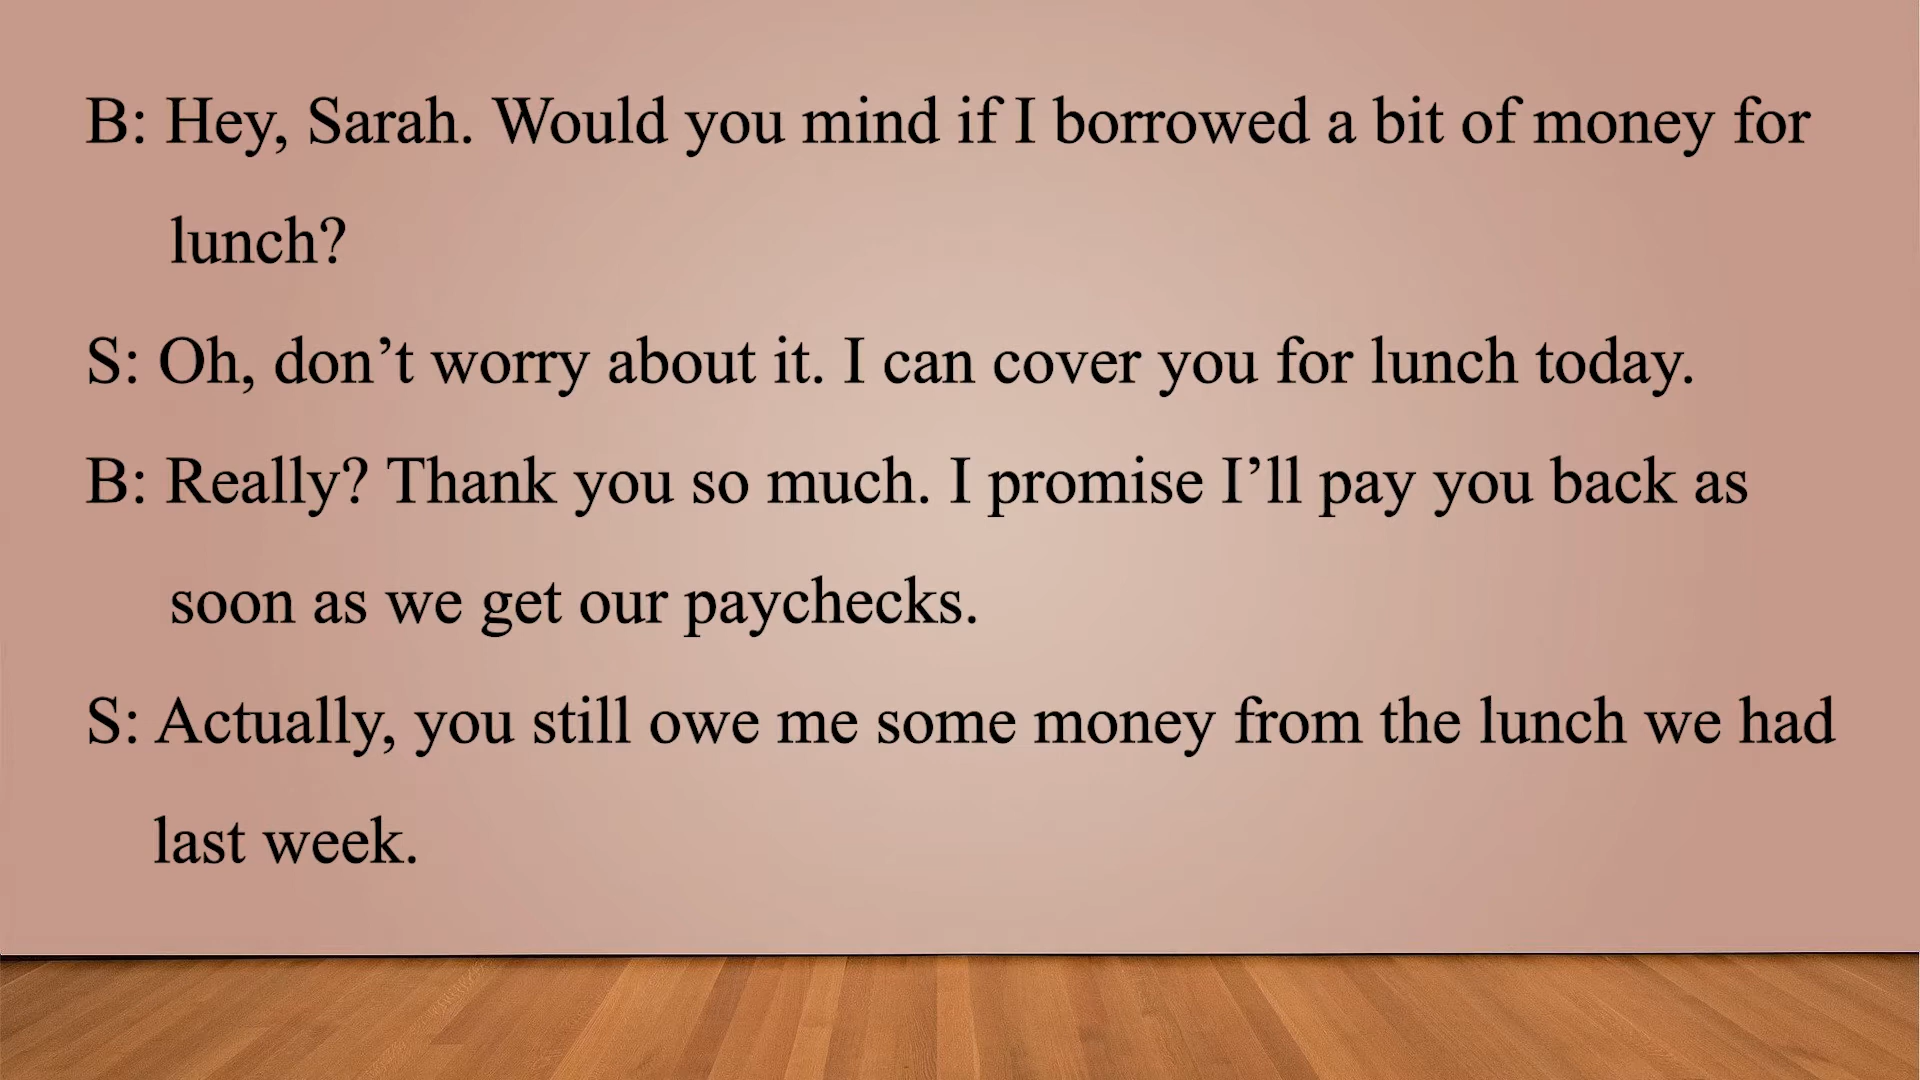 B: Hey, Sarah. Would you mind if I borrowed a bit of money for
lunch?
S: Oh, don’t worry about it. I can cover you for lunch today.
B: Really? Thank you so much. I promise I’ll pay you back as
soon as we get our paychecks.
S: Actually, you still owe me some money from the lunch we had
last week.